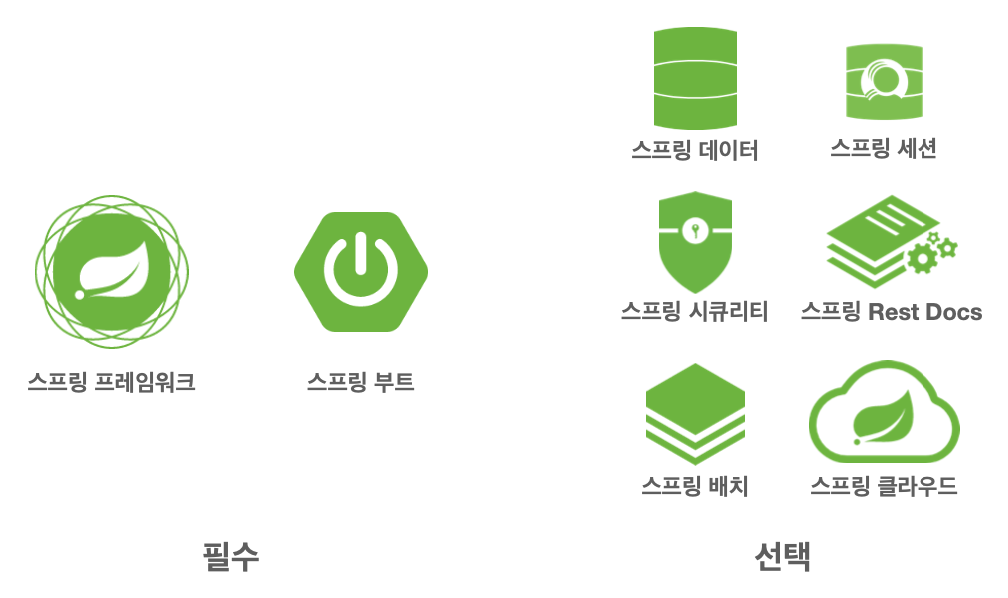 스프링 데이터
스프링 세션
스프링 시큐리티
스프링 Rest Docs
스프링 프레임워크
스프링 부트
스프링 배치
스프링 클라우드
필수
선택